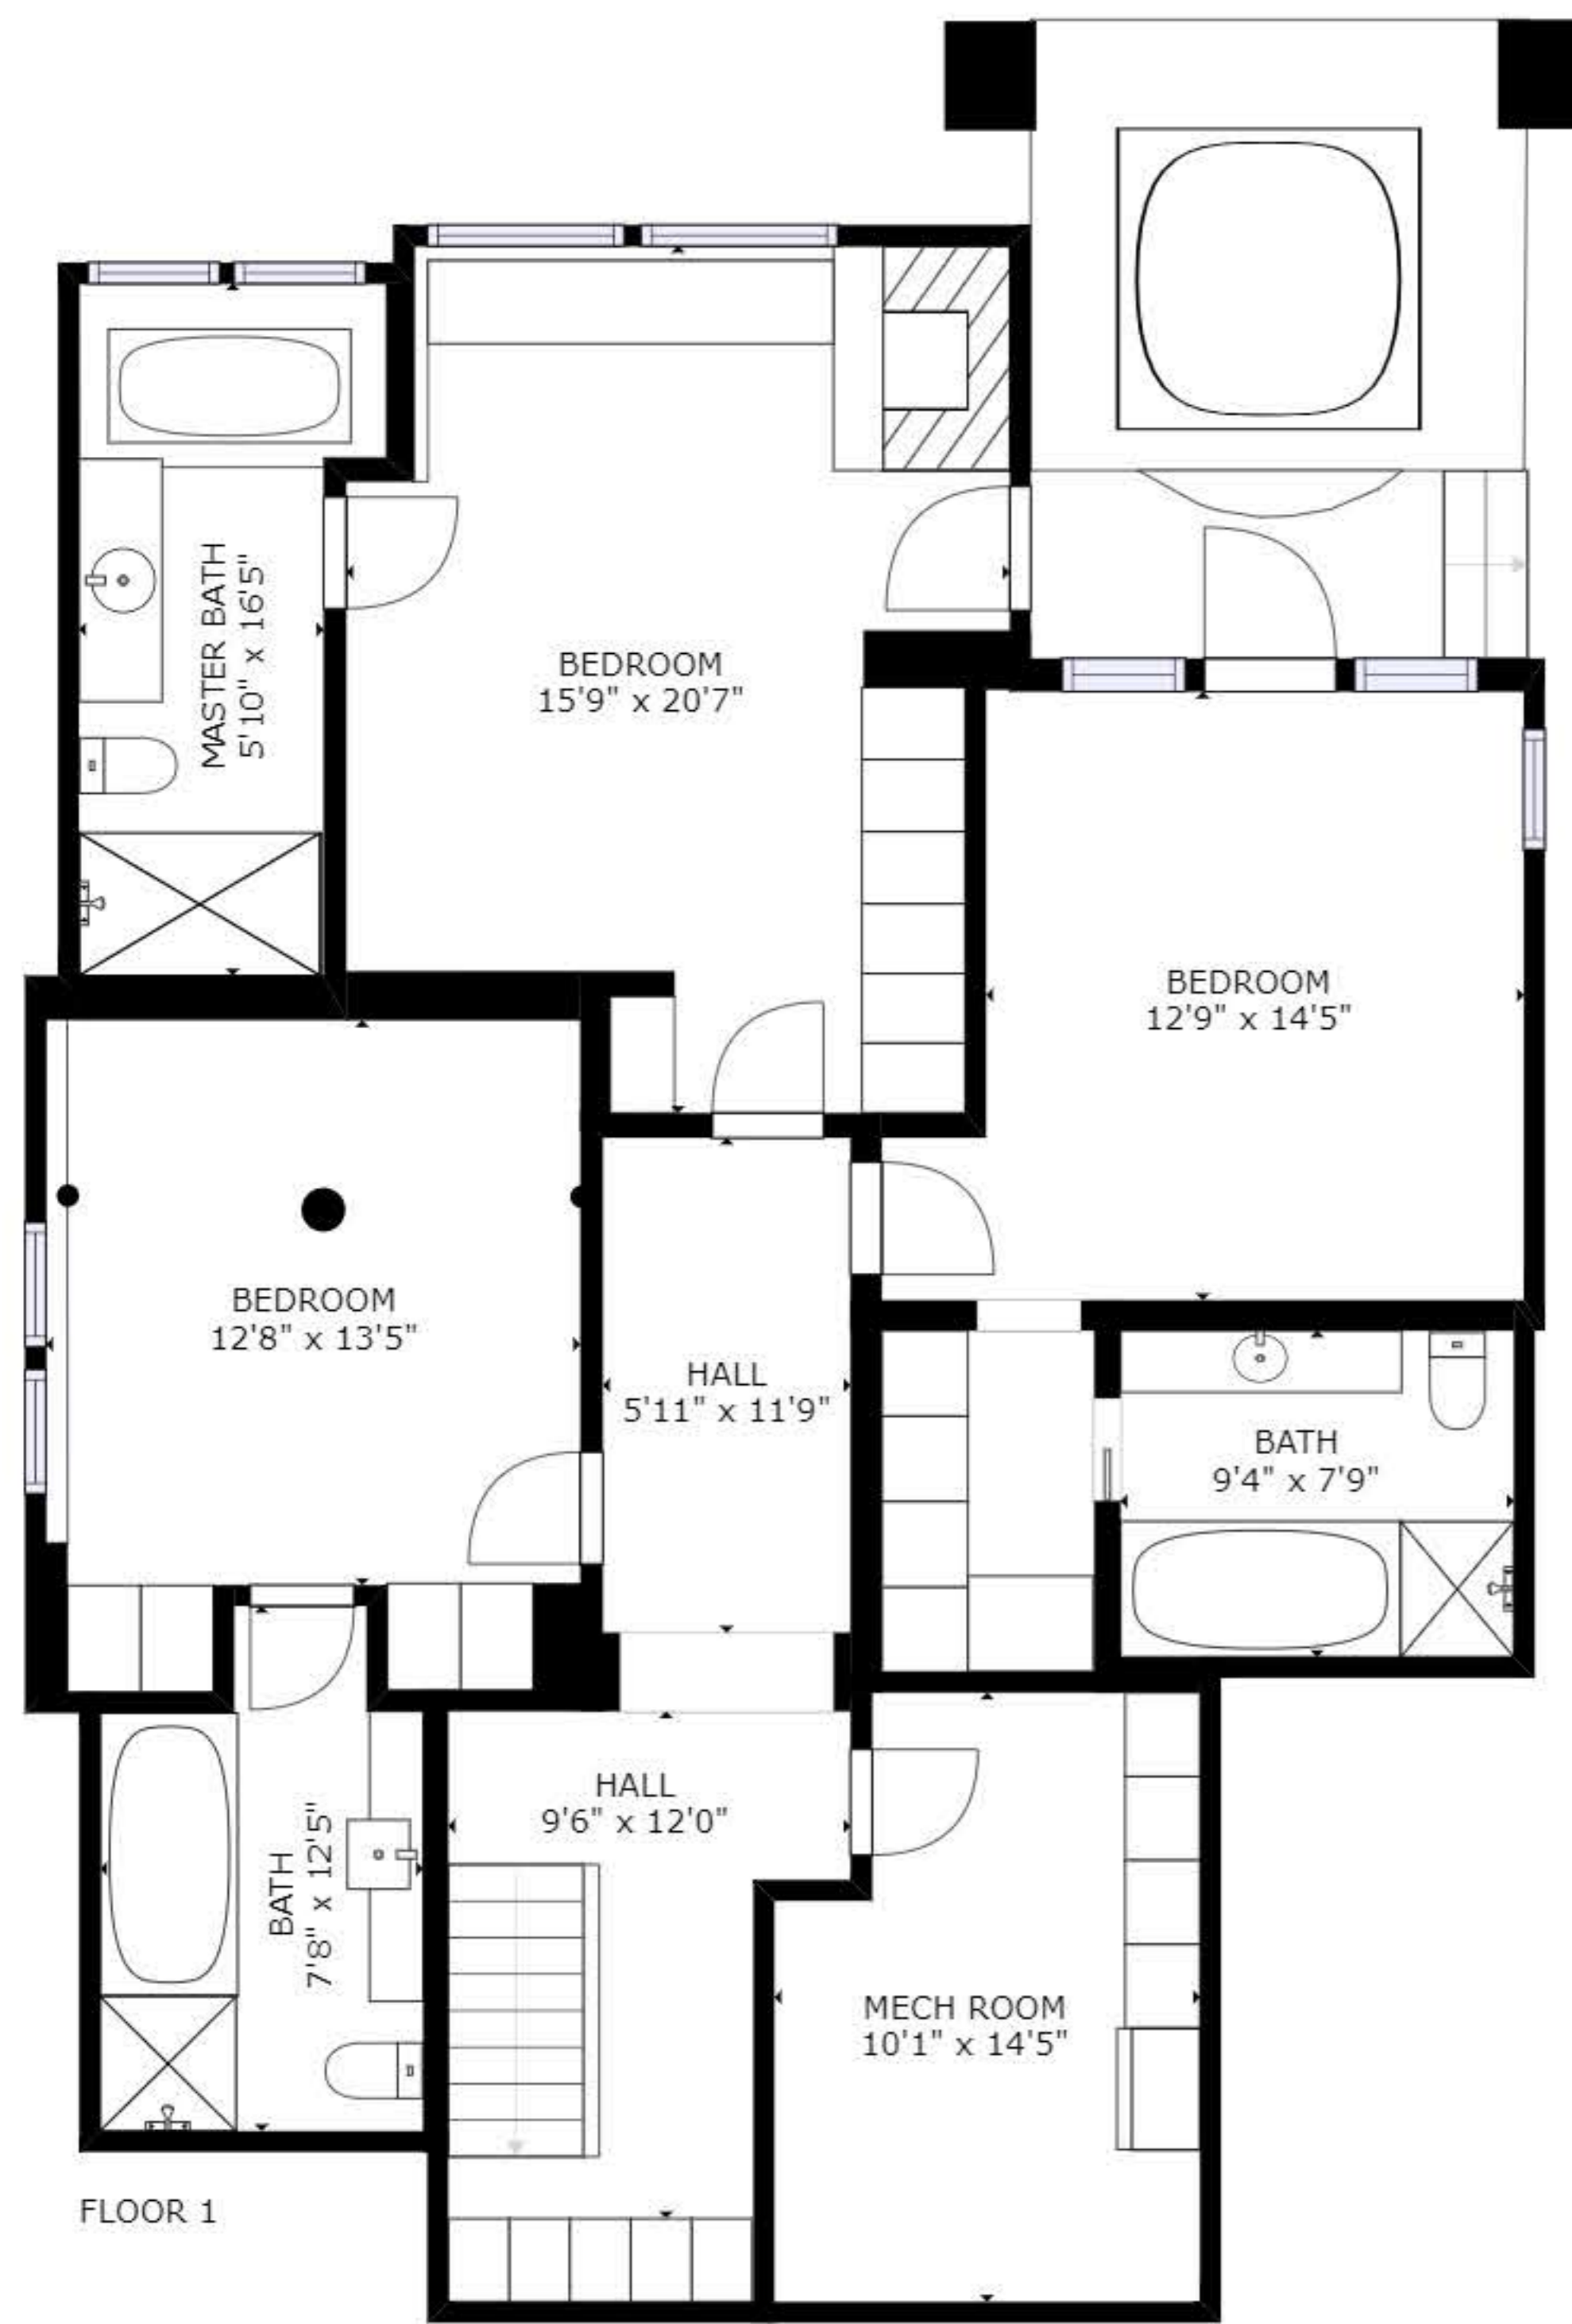 MASTER BATH
5'10" x 16'5"
BEDROOM
15'9" x 20'7"
BEDROOM
12'9" x 14'5"
BEDROOM
12'8" x 13'5"
HALL
5'11" x 11'9"
BATH
9'4" x 7'9"
HALL
9'6" x 12'0"
BATH
7'8" x 12'5"
MECH ROOM
10'1" x 14'5"
FLOOR 1